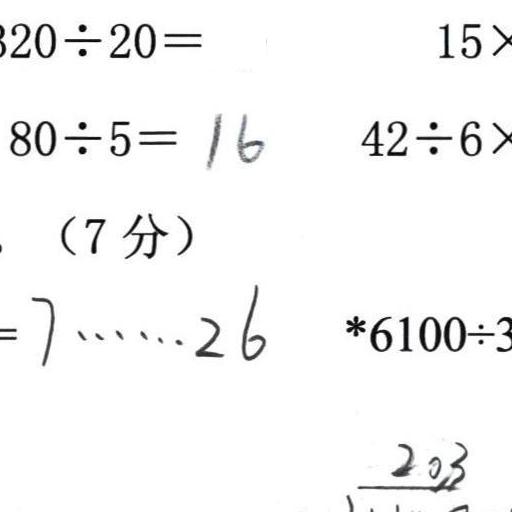 320÷20= 15×
80÷5= 16 42÷6×
（7 分）
=7……26 *6100÷3
203